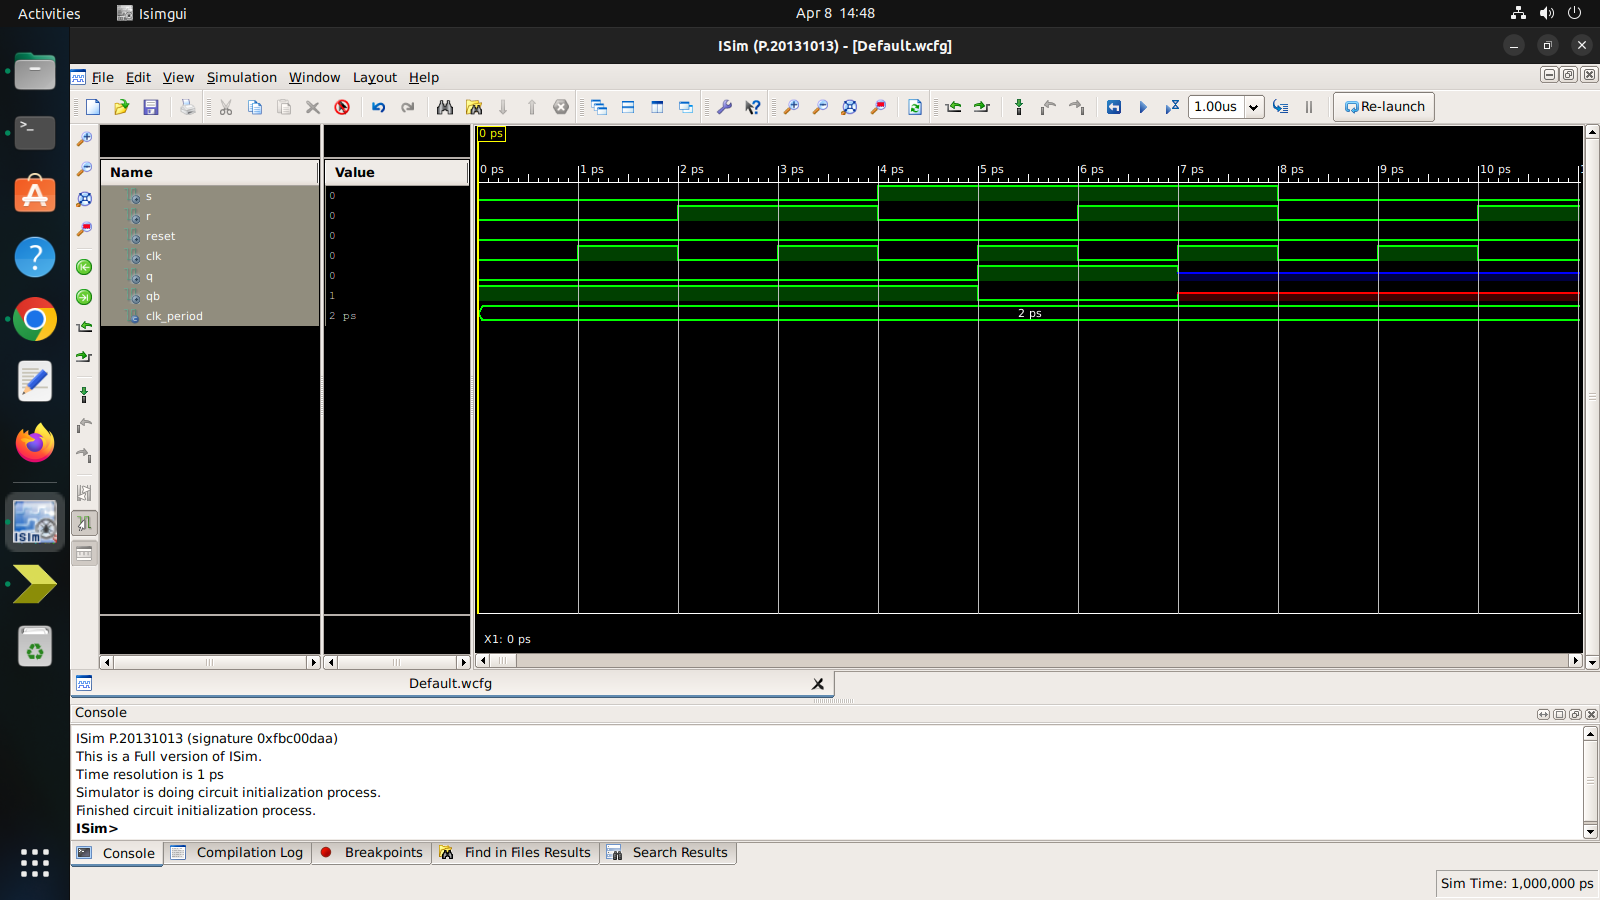 Activities
Isimgui
Apr 8 14:48
ISim (P.20131013) - [Default.wcfg]
File Edit View Simulation Window Layout Help
1.00us
Re-launch
0 ps
Name
Value
0 ps 1 ps 2 ps 3 ps 4 ps 5 ps 6 ps 7 ps 8 ps 9 ps 10 ps
s 0
r 0
reset 0
clk 0
q 0
qb 1
clk_period 2 ps
2 ps
X1: 0 ps
Default.wcfg
Console
ISim P.20131013 (signature 0xfbc00daa)
This is a Full version of ISim.
Time resolution is 1 ps
Simulator is doing circuit initialization process.
Finished circuit initialization process.
ISim>
Console Compilation Log Breakpoints Find in Files Results Search Results
Sim Time: 1,000,000 ps